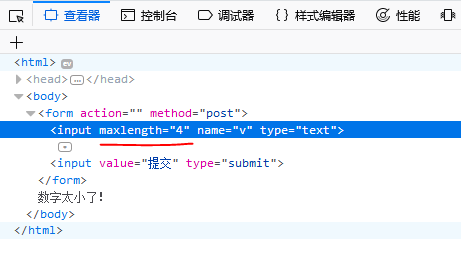 查看器 控制台 调试器 样式编辑器 性能
+
<html> ev
<head>…</head>
<body>
<form action="" method="post">
<input maxlength="4" name="v" type="text">
<input value="提交" type="submit">
</form>
数字太小了!
</body>
</html>